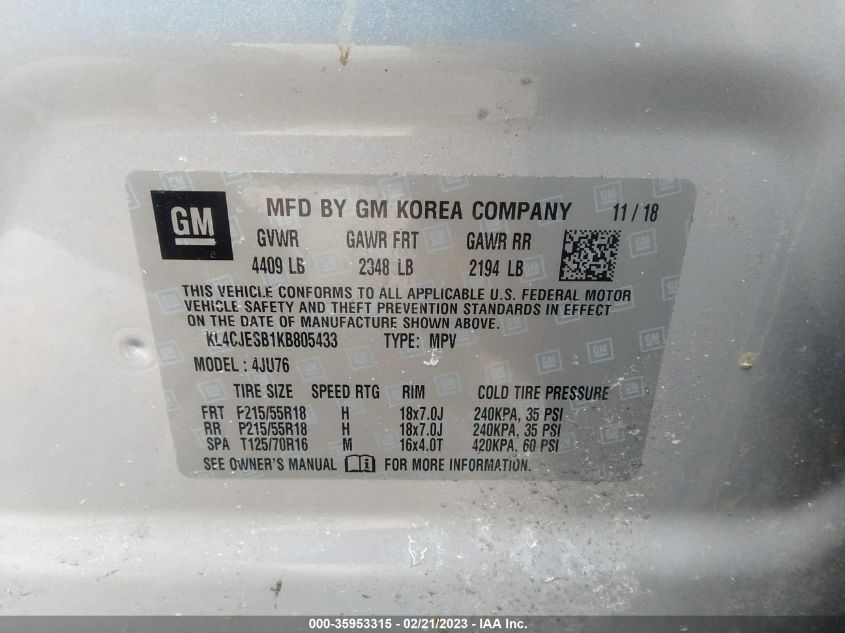 GM MFD BY GM KOREA COMPANY 11 / 18
GVWR GAWR FRT GAWR RR
4409 LB 2348 LB 2194 LB
THIS VEHICLE CONFORMS TO ALL APPLICABLE U.S. FEDERAL MOTOR
VEHICLE SAFETY AND THEFT PREVENTION STANDARDS IN EFFECT
ON THE DATE OF MANUFACTURE SHOWN ABOVE.
KL4CJESB1KB805433 TYPE: MPV
MODEL : 4JU76
TIRE SIZE SPEED RTG RIM COLD TIRE PRESSURE
FRT P215/55R18 H 18x7.0J 240KPA, 35 PSI
RR P215/55R18 H 18x7.0J 240KPA, 35 PSI
SPA T125/70R16 M 16x4.0T 420KPA, 60 PSI
SEE OWNER'S MANUAL FOR MORE INFORMATION.
000-35953315 - 02/21/2023 - IAA Inc.